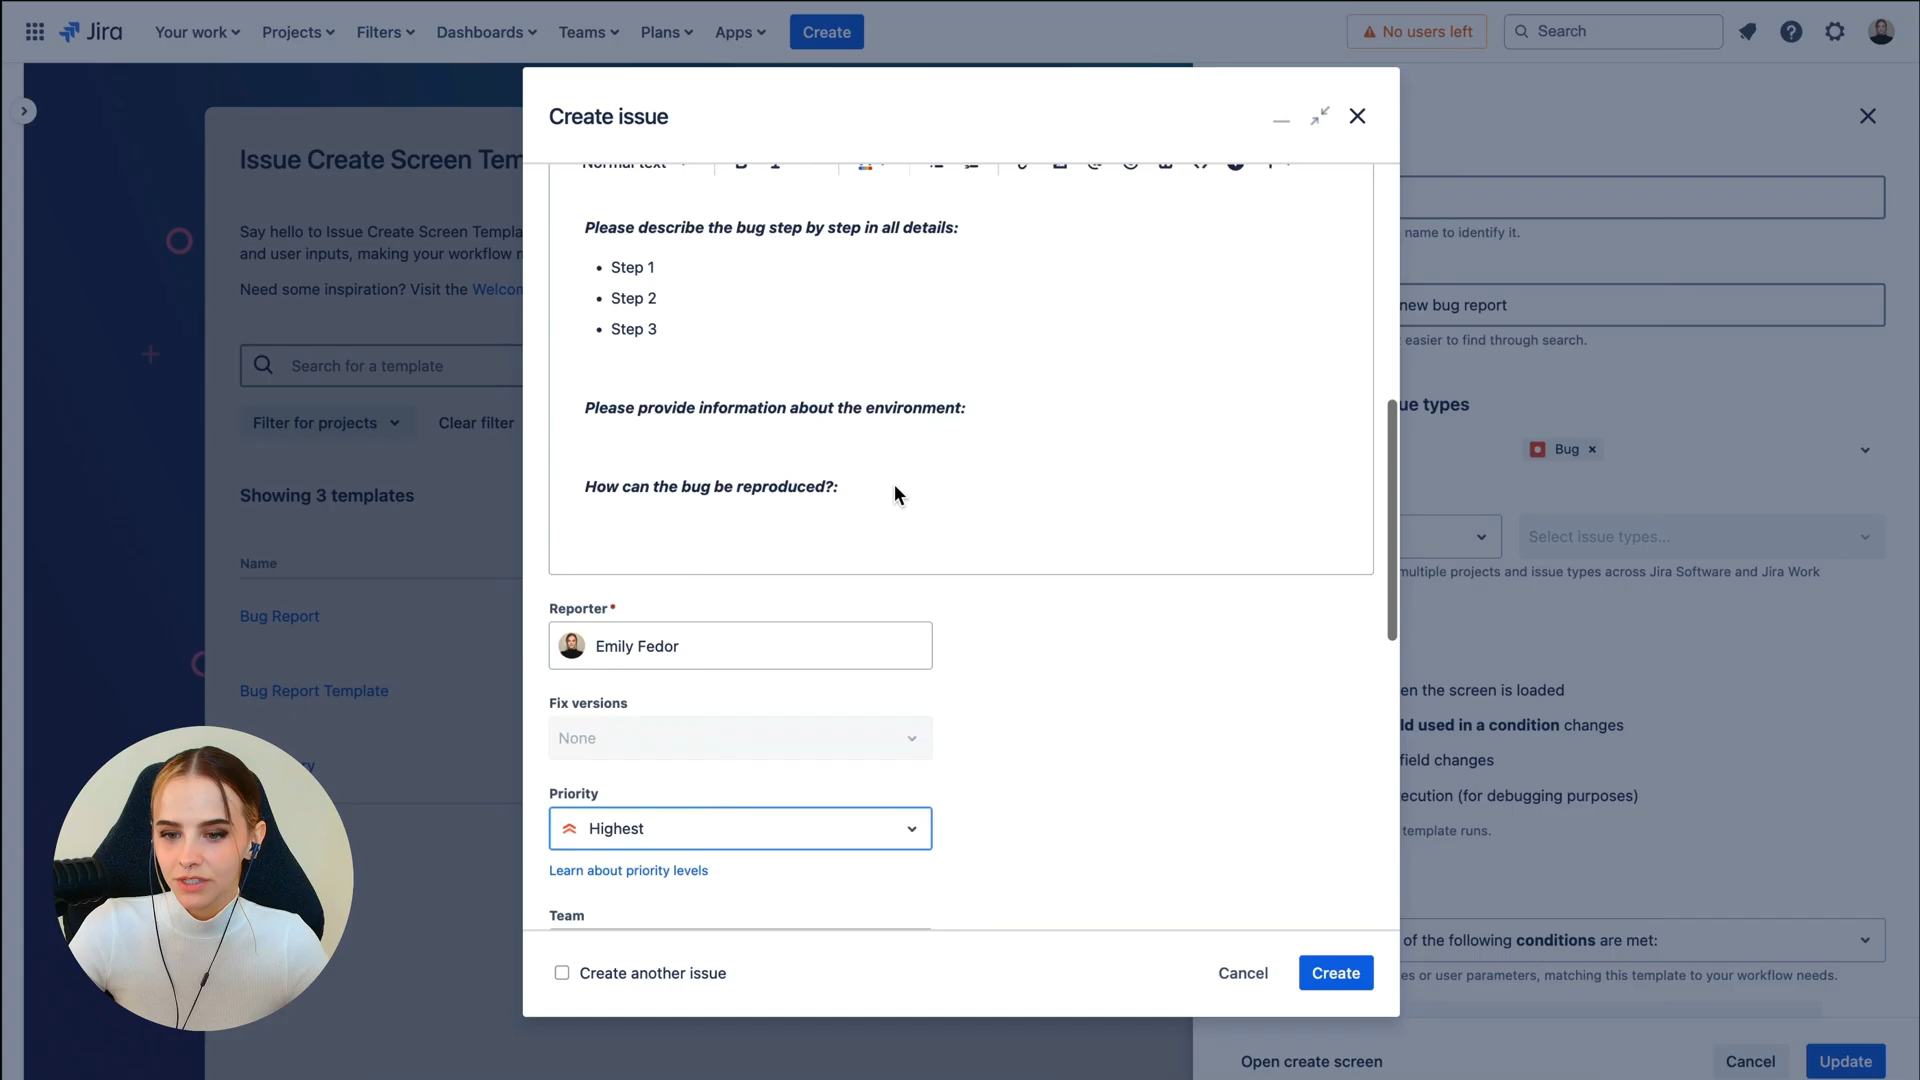 Jira
Your work
Projects
Filters
Dashboards
Teams
Plans
Apps
Create
No users left
Search
Create issue
Issue Create Screen Tem
Say hello to Issue Create Screen Templa
and user inputs, making your workflow r
Need some inspiration? Visit the Welcon
Search for a template
Filter for projects
Clear filter
Showing 3 templates
Name
Bug Report
Bug Report Template
Normal text
Please describe the bug step by step in all details:
• Step 1
• Step 2
• Step 3
Please provide information about the environment:
How can the bug be reproduced?:
Reporter*
Emily Fedor
Fix versions
None
Priority
Highest
Learn about priority levels
Team
Create another issue
Cancel
Create
name to identify it.
new bug report
easier to find through search.
ue types
Bug
Select issue types...
multiple projects and issue types across Jira Software and Jira Work
en the screen is loaded
ld used in a condition changes
field changes
ecution (for debugging purposes)
template runs.
of the following conditions are met:
es or user parameters, matching this template to your workflow needs.
Open create screen
Cancel
Update